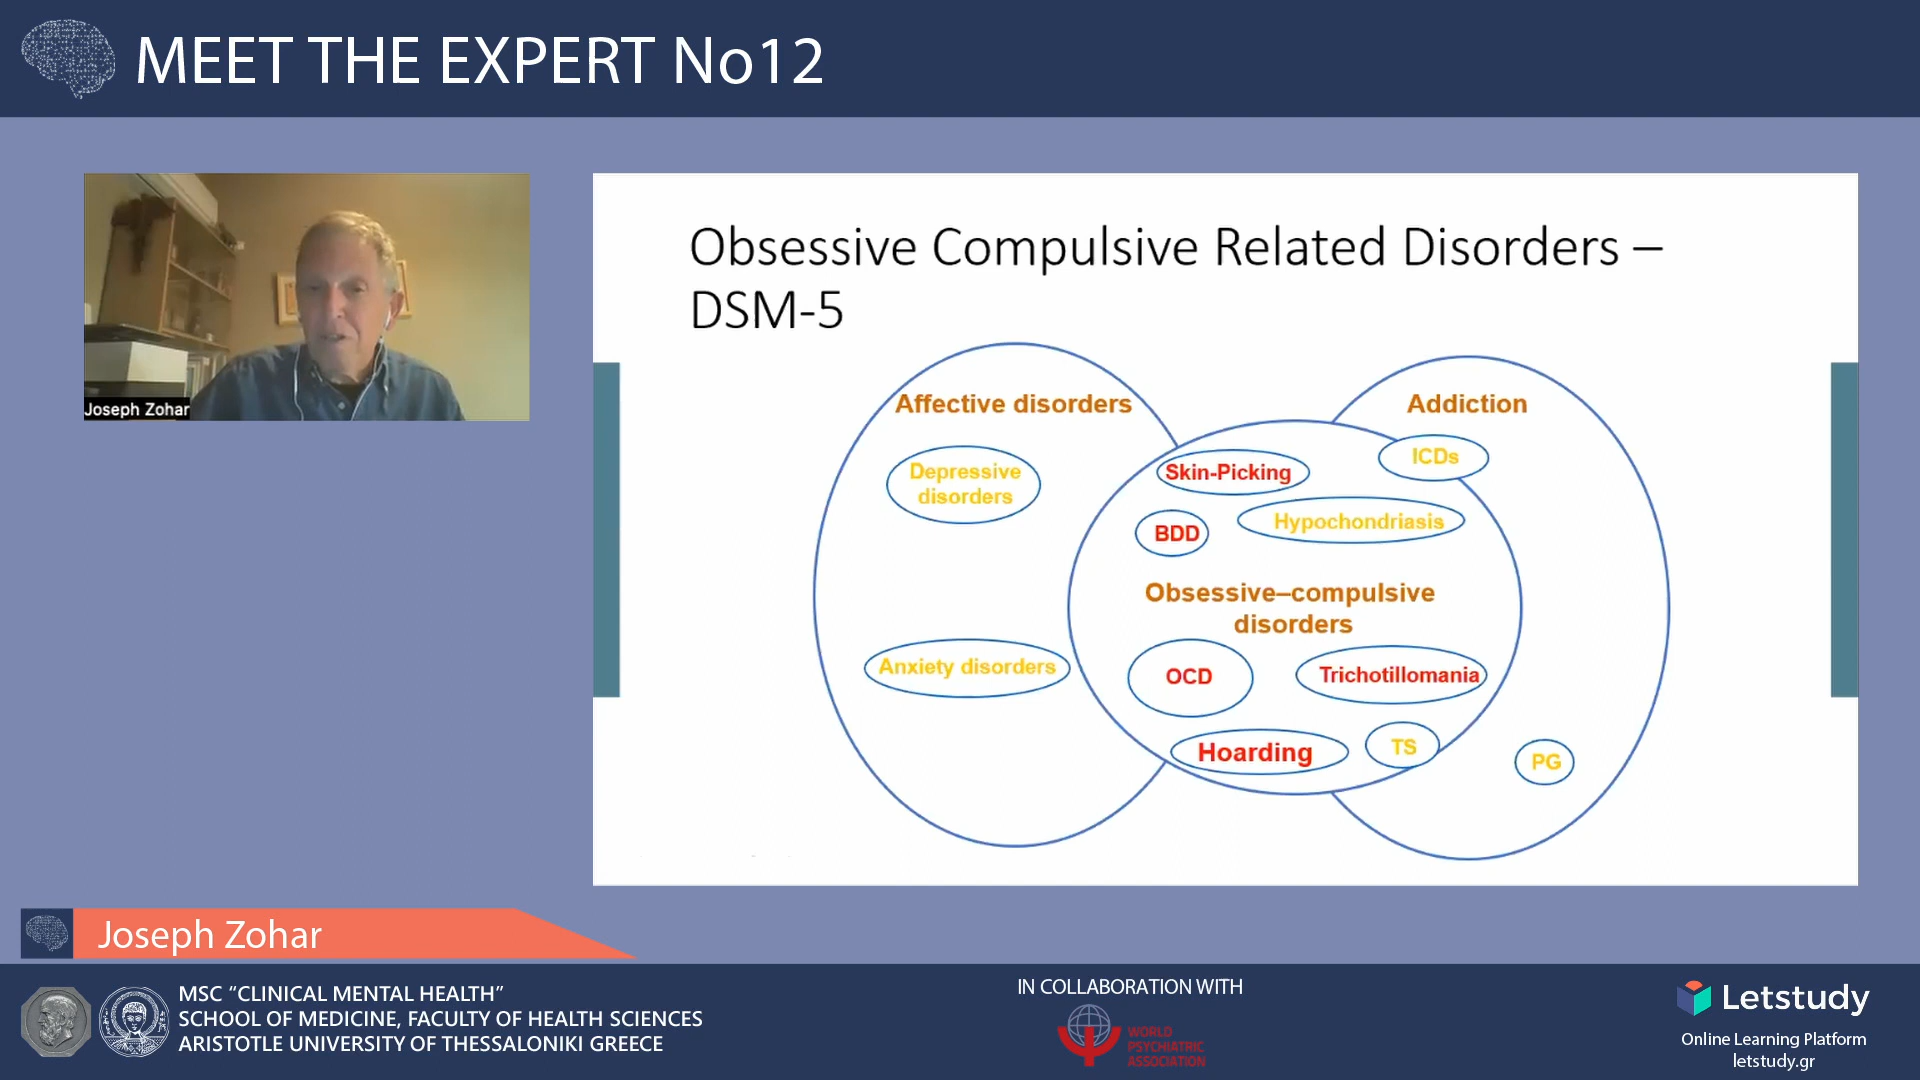 MEET THE EXPERT No12
Joseph Zohar
Obsessive Compulsive Related Disorders –
DSM-5
Affective disorders
Addiction
Depressive
disorders
Skin-Picking
ICDs
BDD
Hypochondriasis
Obsessive–compulsive
disorders
Anxiety disorders
OCD
Trichotillomania
Hoarding
TS
PG
Joseph Zohar
MSC “CLINICAL MENTAL HEALTH”
SCHOOL OF MEDICINE, FACULTY OF HEALTH SCIENCES
ARISTOTLE UNIVERSITY OF THESSALONIKI GREECE
IN COLLABORATION WITH
WORLD
PSYCHIATRIC
ASSOCIATION
Letstudy
Online Learning Platform
letstudy.gr